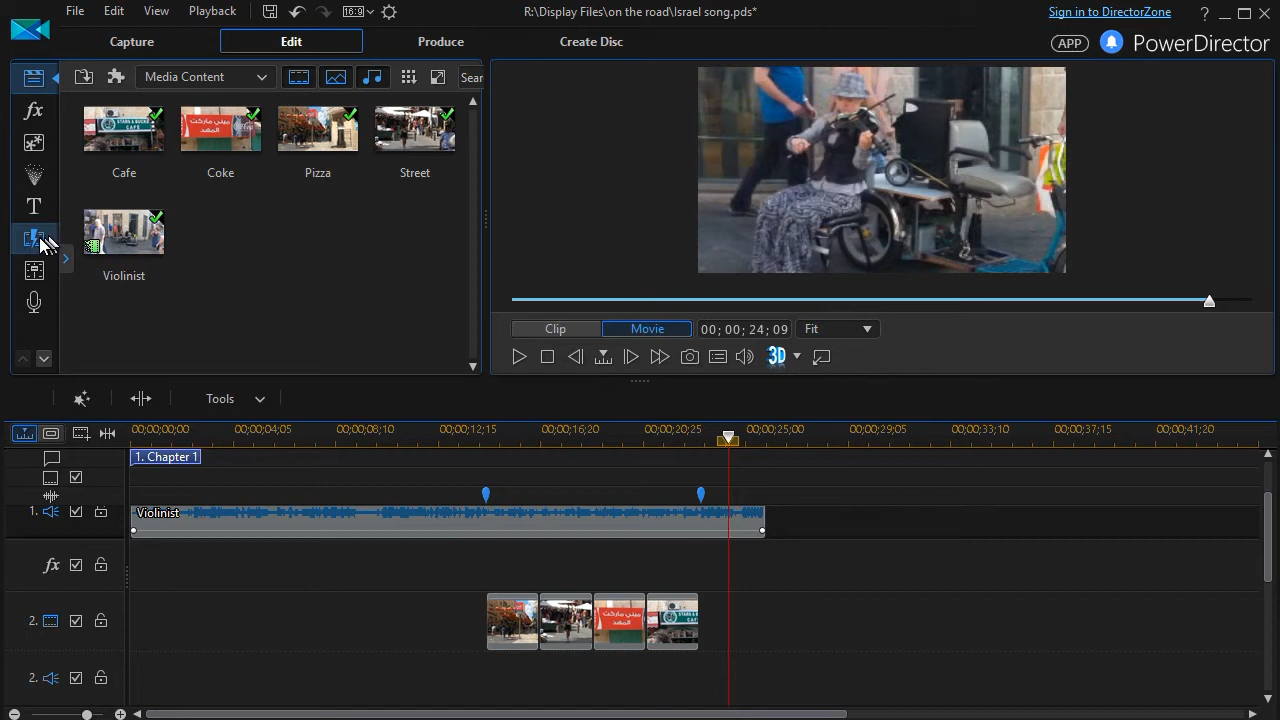 File Edit View Playback 16:9 R:\Display Files\on the road\Israel song.pds* Sign in to DirectorZone ?
Capture Edit Produce Create Disc APP PowerDirector
Media Content Sear
fx
T
Cafe Coke Pizza Street
Violinist
Clip Movie 00; 00; 24; 09 Fit
3D
Tools
00;00;00;00 00;00;04;05 00;00;08;10 00;00;12;15 00;00;16;20 00;00;20;25 00;00;25;00 00;00;29;05 00;00;33;10 00;00;37;15 00;00;41;20
1. Chapter 1
1. Violinist
fx
2.
2.